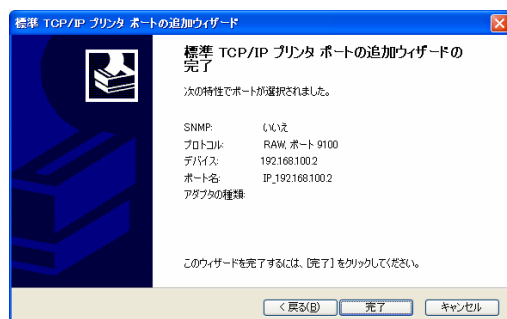 標準 TCP/IP プリンタ ポートの追加ウィザード
標準 TCP/IP プリンタ ポートの追加ウィザードの
完了
次の特性でポートが選択されました。
SNMP: いいえ
プロトコル: RAW, ポート 9100
デバイス: 192.168.100.2
ポート名: IP_192.168.100.2
アダプタの種類:
このウィザードを完了するには、[完了] をクリックしてください。
< 戻る(B) 完了 キャンセル